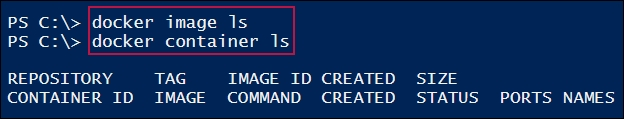 PS C:\> docker image ls
PS C:\> docker container ls
REPOSITORY TAG IMAGE ID CREATED SIZE
CONTAINER ID IMAGE COMMAND CREATED STATUS PORTS NAMES